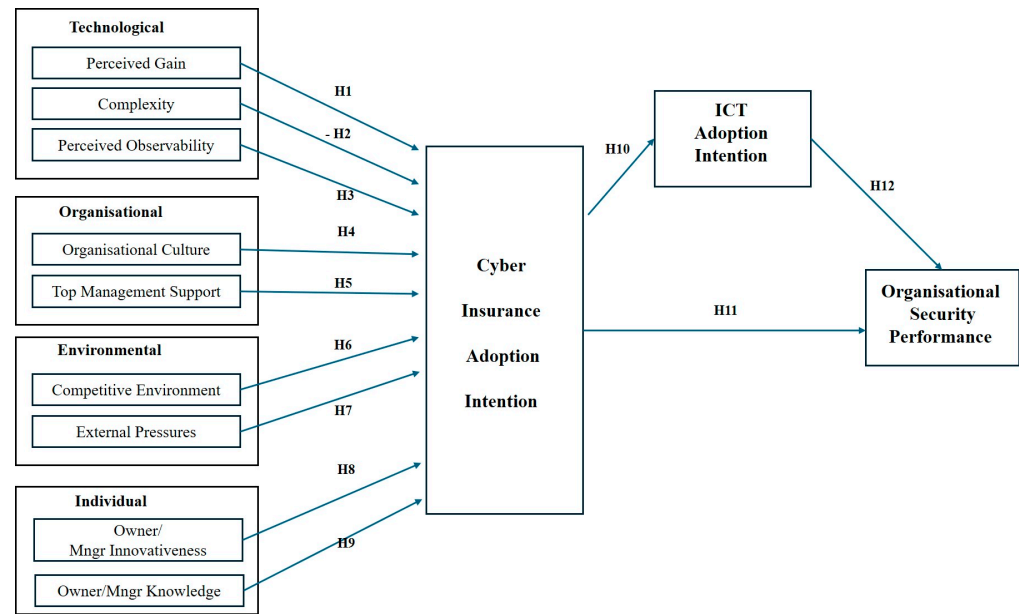 Technological
Perceived Gain
Complexity
Perceived Observability
Organisational
Organisational Culture
Top Management Support
Environmental
Competitive Environment
External Pressures
Individual
Owner/
Mngr Innovativeness
Owner/Mngr Knowledge
H1
- H2
H3
H4
H5
H6
H7
H8
H9
Cyber
Insurance
Adoption
Intention
H10
ICT
Adoption
Intention
H12
H11
Organisational
Security
Performance